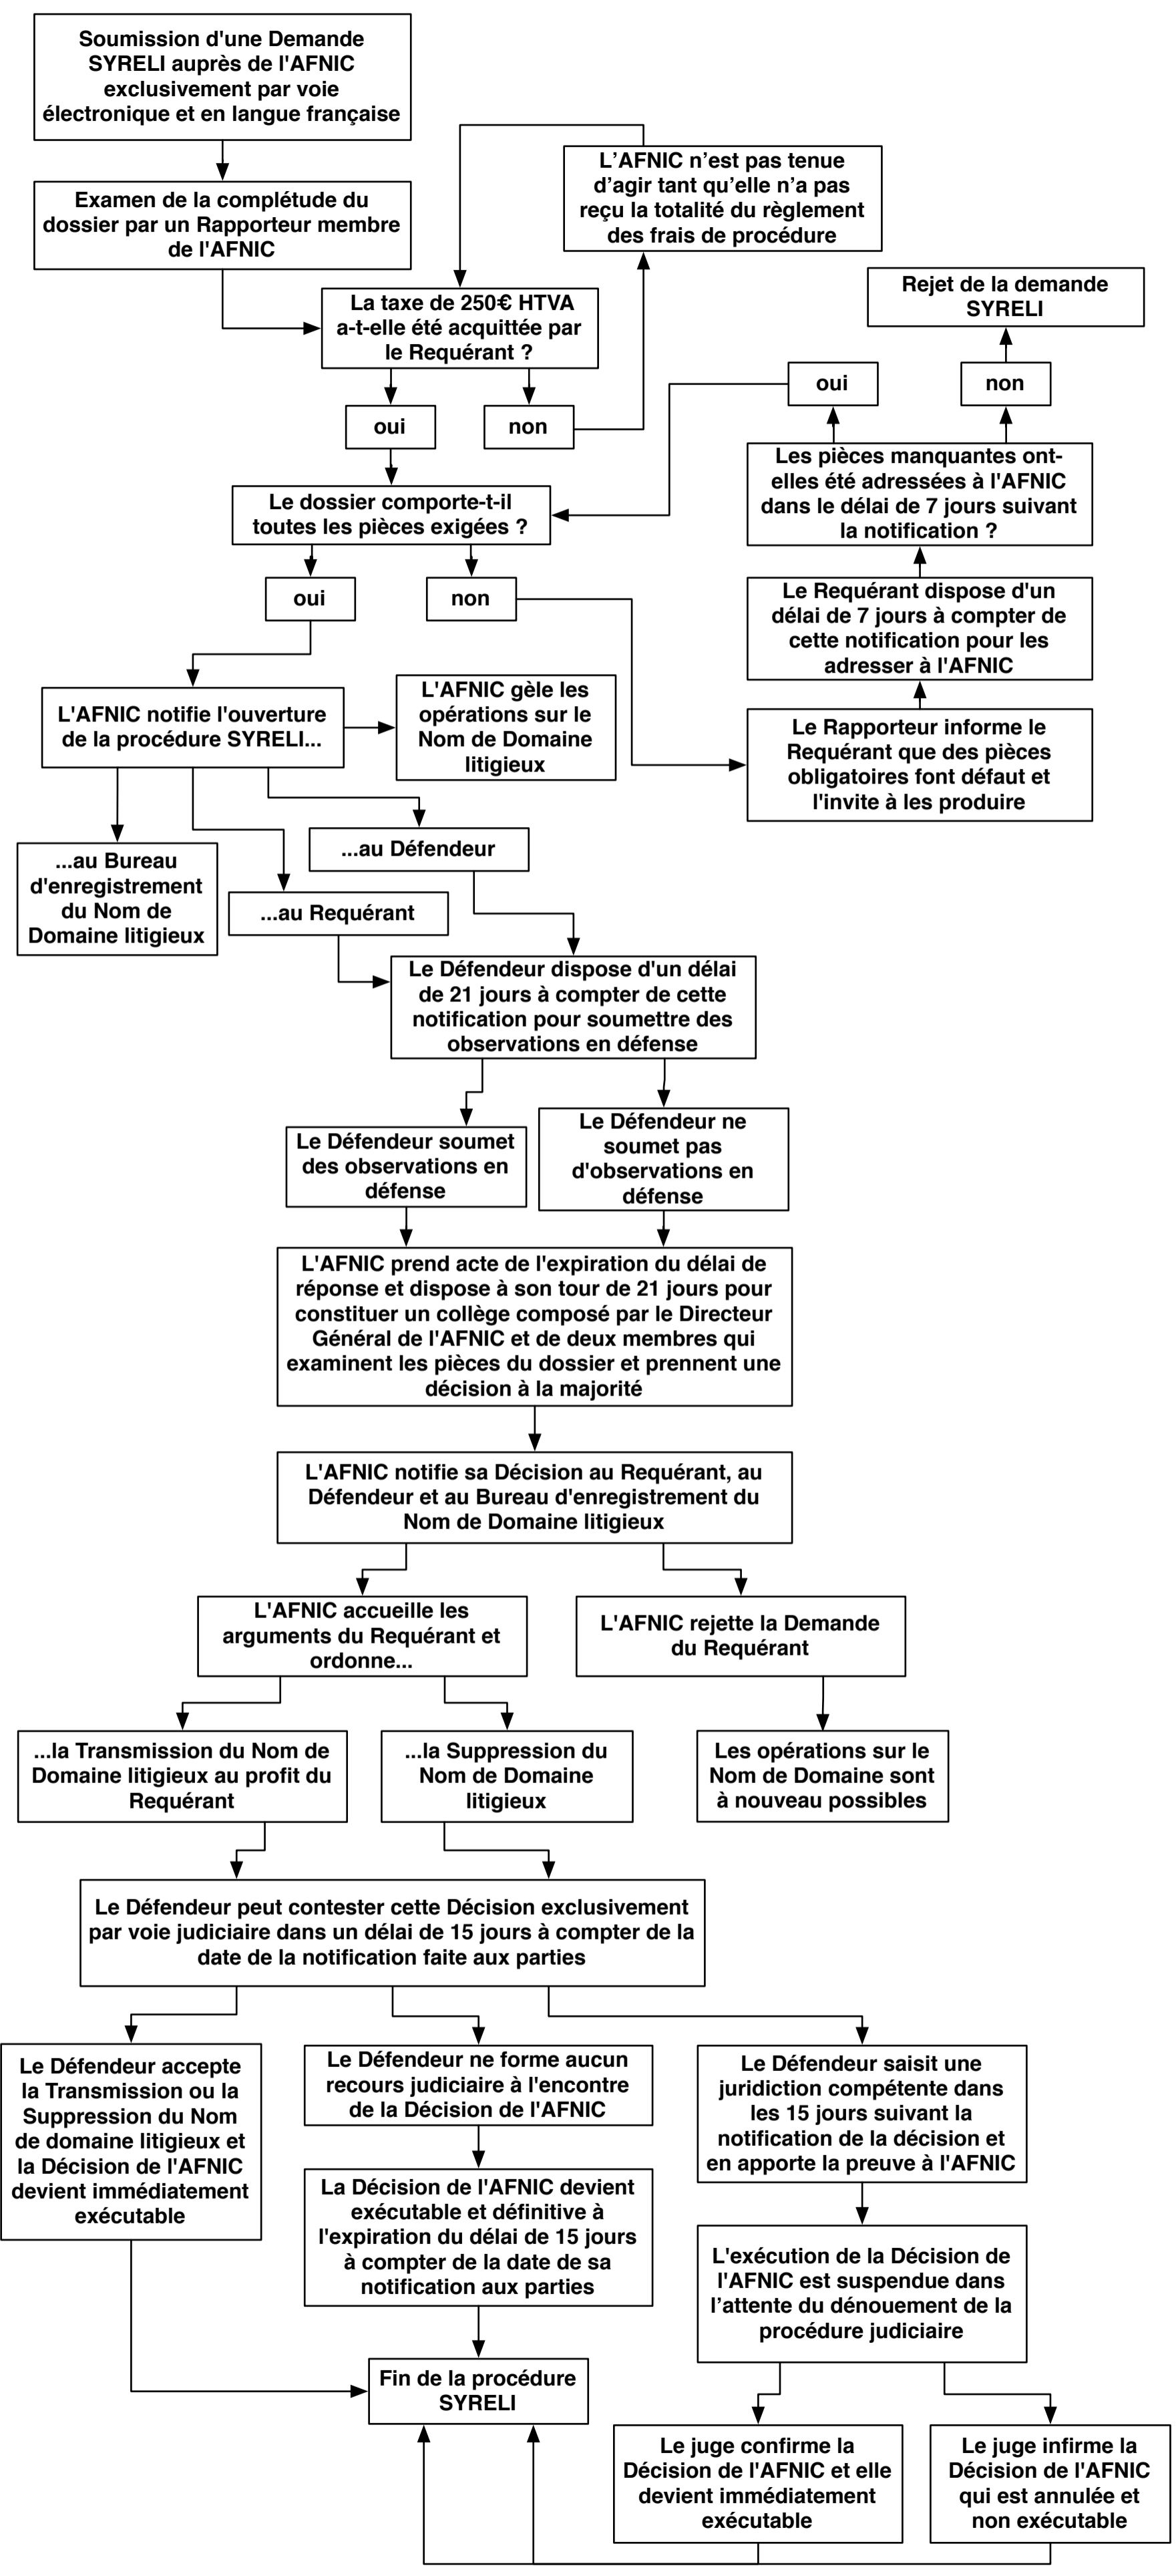 Soumission d'une Demande
SYRELI auprès de l'AFNIC
exclusivement par voie
électronique et en langue française
Examen de la complétude du
dossier par un Rapporteur membre
de l'AFNIC
L’AFNIC n’est pas tenue
d’agir tant qu’elle n’a pas
reçu la totalité du règlement
des frais de procédure
La taxe de 250€ HTVA
a-t-elle été acquittée par
le Requérant ?
Rejet de la demande
SYRELI
oui
non
oui
non
Les pièces manquantes ont-
elles été adressées à l'AFNIC
dans le délai de 7 jours suivant
la notification ?
Le dossier comporte-t-il
toutes les pièces exigées ?
oui
non
Le Requérant dispose d'un
délai de 7 jours à compter de
cette notification pour les
adresser à l'AFNIC
L'AFNIC notifie l'ouverture
de la procédure SYRELI...
L'AFNIC gèle les
opérations sur le
Nom de Domaine
litigieux
Le Rapporteur informe le
Requérant que des pièces
obligatoires font défaut et
l'invite à les produire
...au Bureau
d'enregistrement
du Nom de
Domaine litigieux
...au Défendeur
...au Requérant
Le Défendeur dispose d'un délai
de 21 jours à compter de cette
notification pour soumettre des
observations en défense
Le Défendeur soumet
des observations en
défense
Le Défendeur ne
soumet pas
d'observations en
défense
L'AFNIC prend acte de l'expiration du délai de
réponse et dispose à son tour de 21 jours pour
constituer un collège composé par le Directeur
Général de l'AFNIC et de deux membres qui
examinent les pièces du dossier et prennent une
décision à la majorité
L'AFNIC notifie sa Décision au Requérant, au
Défendeur et au Bureau d'enregistrement du
Nom de Domaine litigieux
L'AFNIC accueille les
arguments du Requérant et
ordonne...
L'AFNIC rejette la Demande
du Requérant
...la Transmission du Nom de
Domaine litigieux au profit du
Requérant
...la Suppression du
Nom de Domaine
litigieux
Les opérations sur le
Nom de Domaine sont
à nouveau possibles
Le Défendeur peut contester cette Décision exclusivement
par voie judiciaire dans un délai de 15 jours à compter de la
date de la notification faite aux parties
Le Défendeur accepte
la Transmission ou la
Suppression du Nom
de domaine litigieux et
la Décision de l'AFNIC
devient immédiatement
exécutable
Le Défendeur ne forme aucun
recours judiciaire à l'encontre
de la Décision de l'AFNIC
Le Défendeur saisit une
juridiction compétente dans
les 15 jours suivant la
notification de la décision et
en apporte la preuve à l'AFNIC
La Décision de l'AFNIC devient
exécutable et définitive à
l'expiration du délai de 15 jours
à compter de la date de sa
notification aux parties
L'exécution de la Décision de
l'AFNIC est suspendue dans
l’attente du dénouement de la
procédure judiciaire
Fin de la procédure
SYRELI
Le juge confirme la
Décision de l'AFNIC et elle
devient immédiatement
exécutable
Le juge infirme la
Décision de l'AFNIC
qui est annulée et
non exécutable